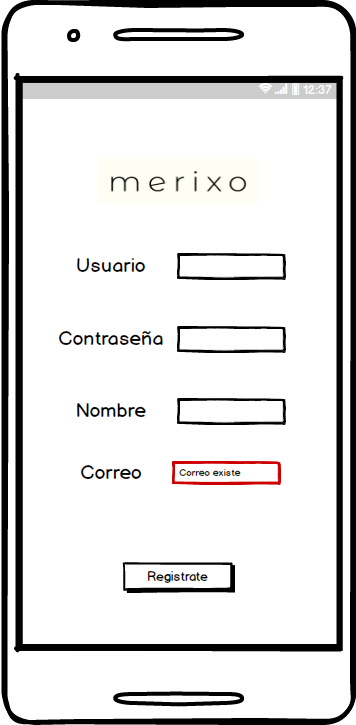 12:37
merixo
Usuario
Contraseña
Nombre
Correo
Correo existe
Registrate